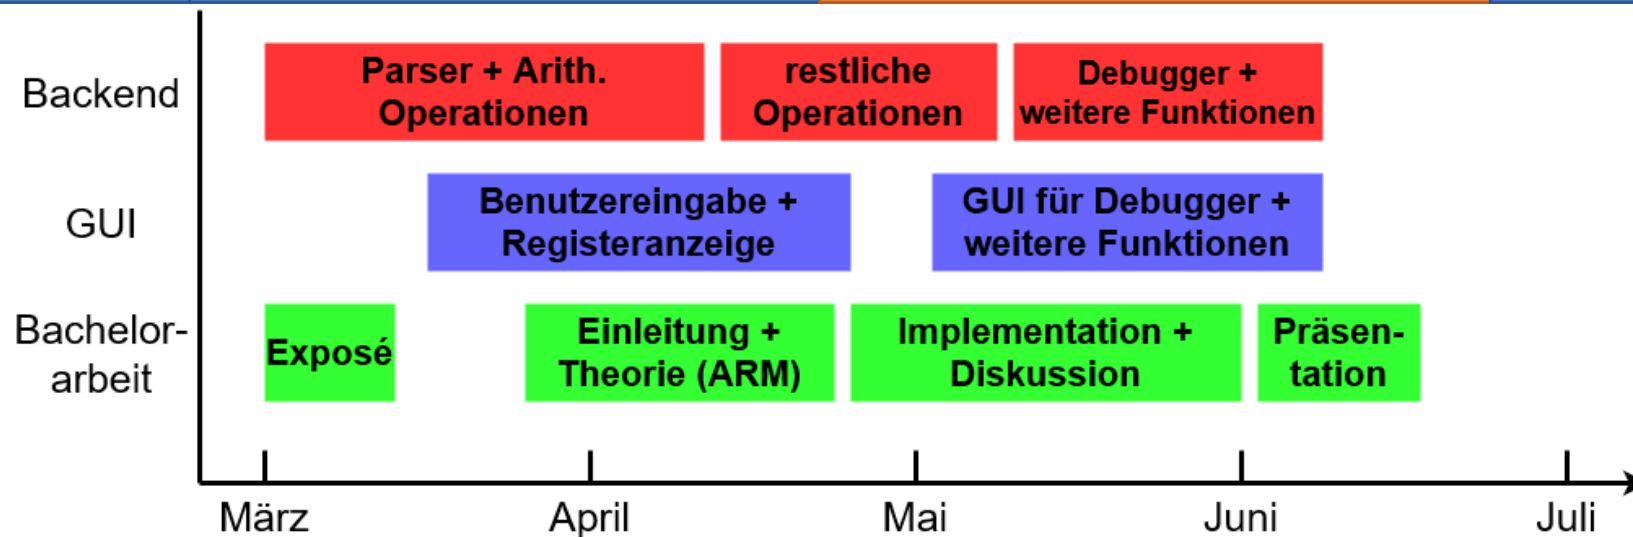 Backend
Parser + Arith.
Operationen
restliche
Operationen
Debugger +
weitere Funktionen
GUI
Benutzereingabe +
Registeranzeige
GUI für Debugger +
weitere Funktionen
Bachelor-
arbeit
Exposé
Einleitung +
Theorie (ARM)
Implementation +
Diskussion
Präsen-
tation
März
April
Mai
Juni
Juli